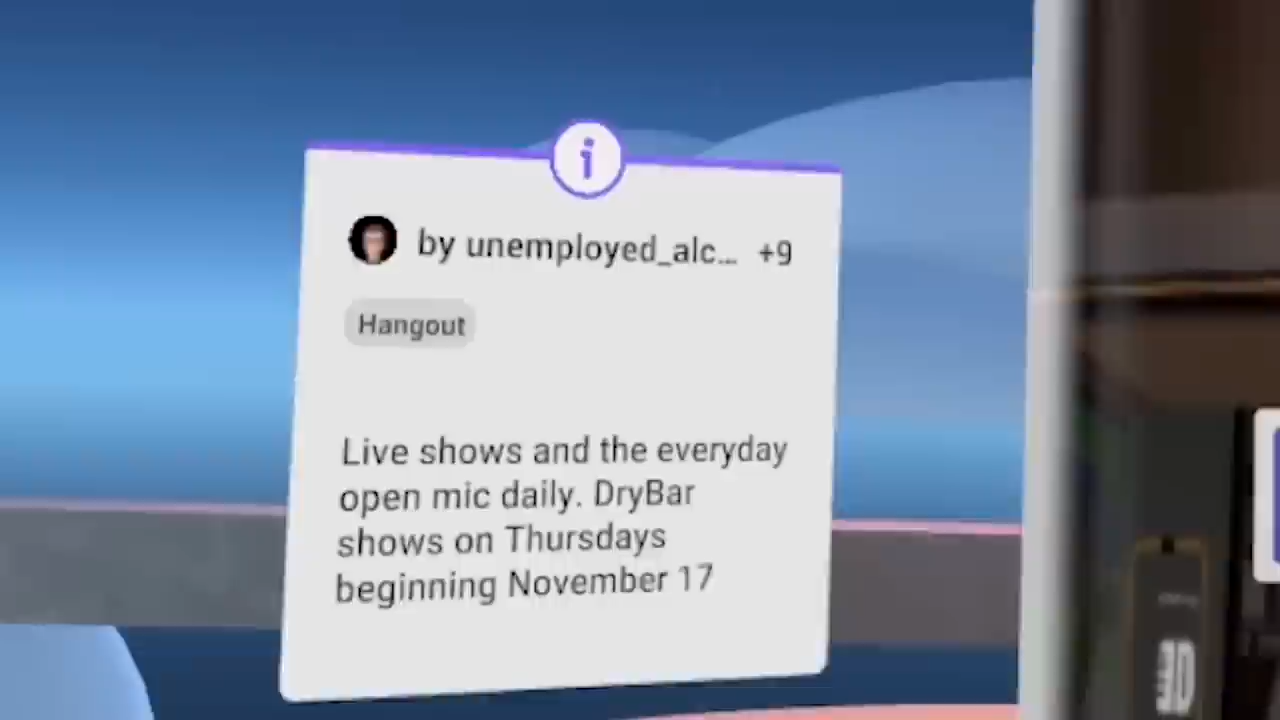 by unemployed_alc... +9
Hangout
Live shows and the everyday
open mic daily. DryBar
shows on Thursdays
beginning November 17